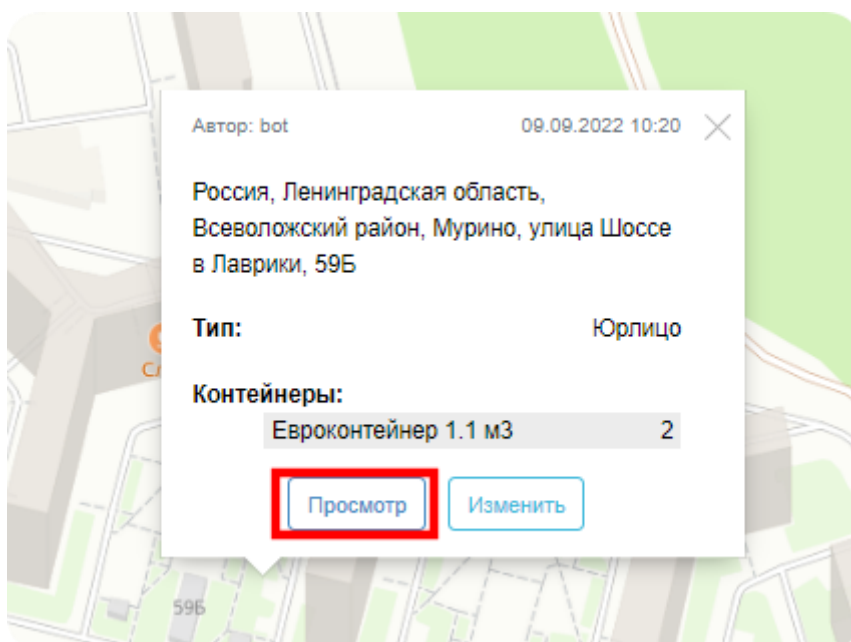 Автор: bot 09.09.2022 10:20
Россия, Ленинградская область,
Всеволожский район, Мурино, улица Шоссе
в Лаврики, 59Б
Тип: Юрлицо
Контейнеры:
Евроконтейнер 1.1 м3 2
Просмотр Изменить
59Б